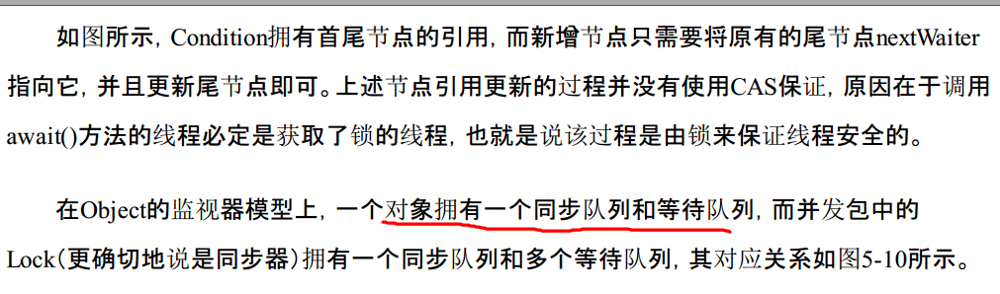 如图所示，Condition拥有首尾节点的引用，而新增节点只需要将原有的尾节点nextWaiter
指向它，并且更新尾节点即可。上述节点引用更新的过程并没有使用CAS保证，原因在于调用
await()方法的线程必定是获取了锁的线程，也就是说该过程是由锁来保证线程安全的。
在Object的监视器模型上，一个对象拥有一个同步队列和等待队列，而并发包中的
Lock（更确切地说是同步器）拥有一个同步队列和多个等待队列，其对应关系如图5-10所示。